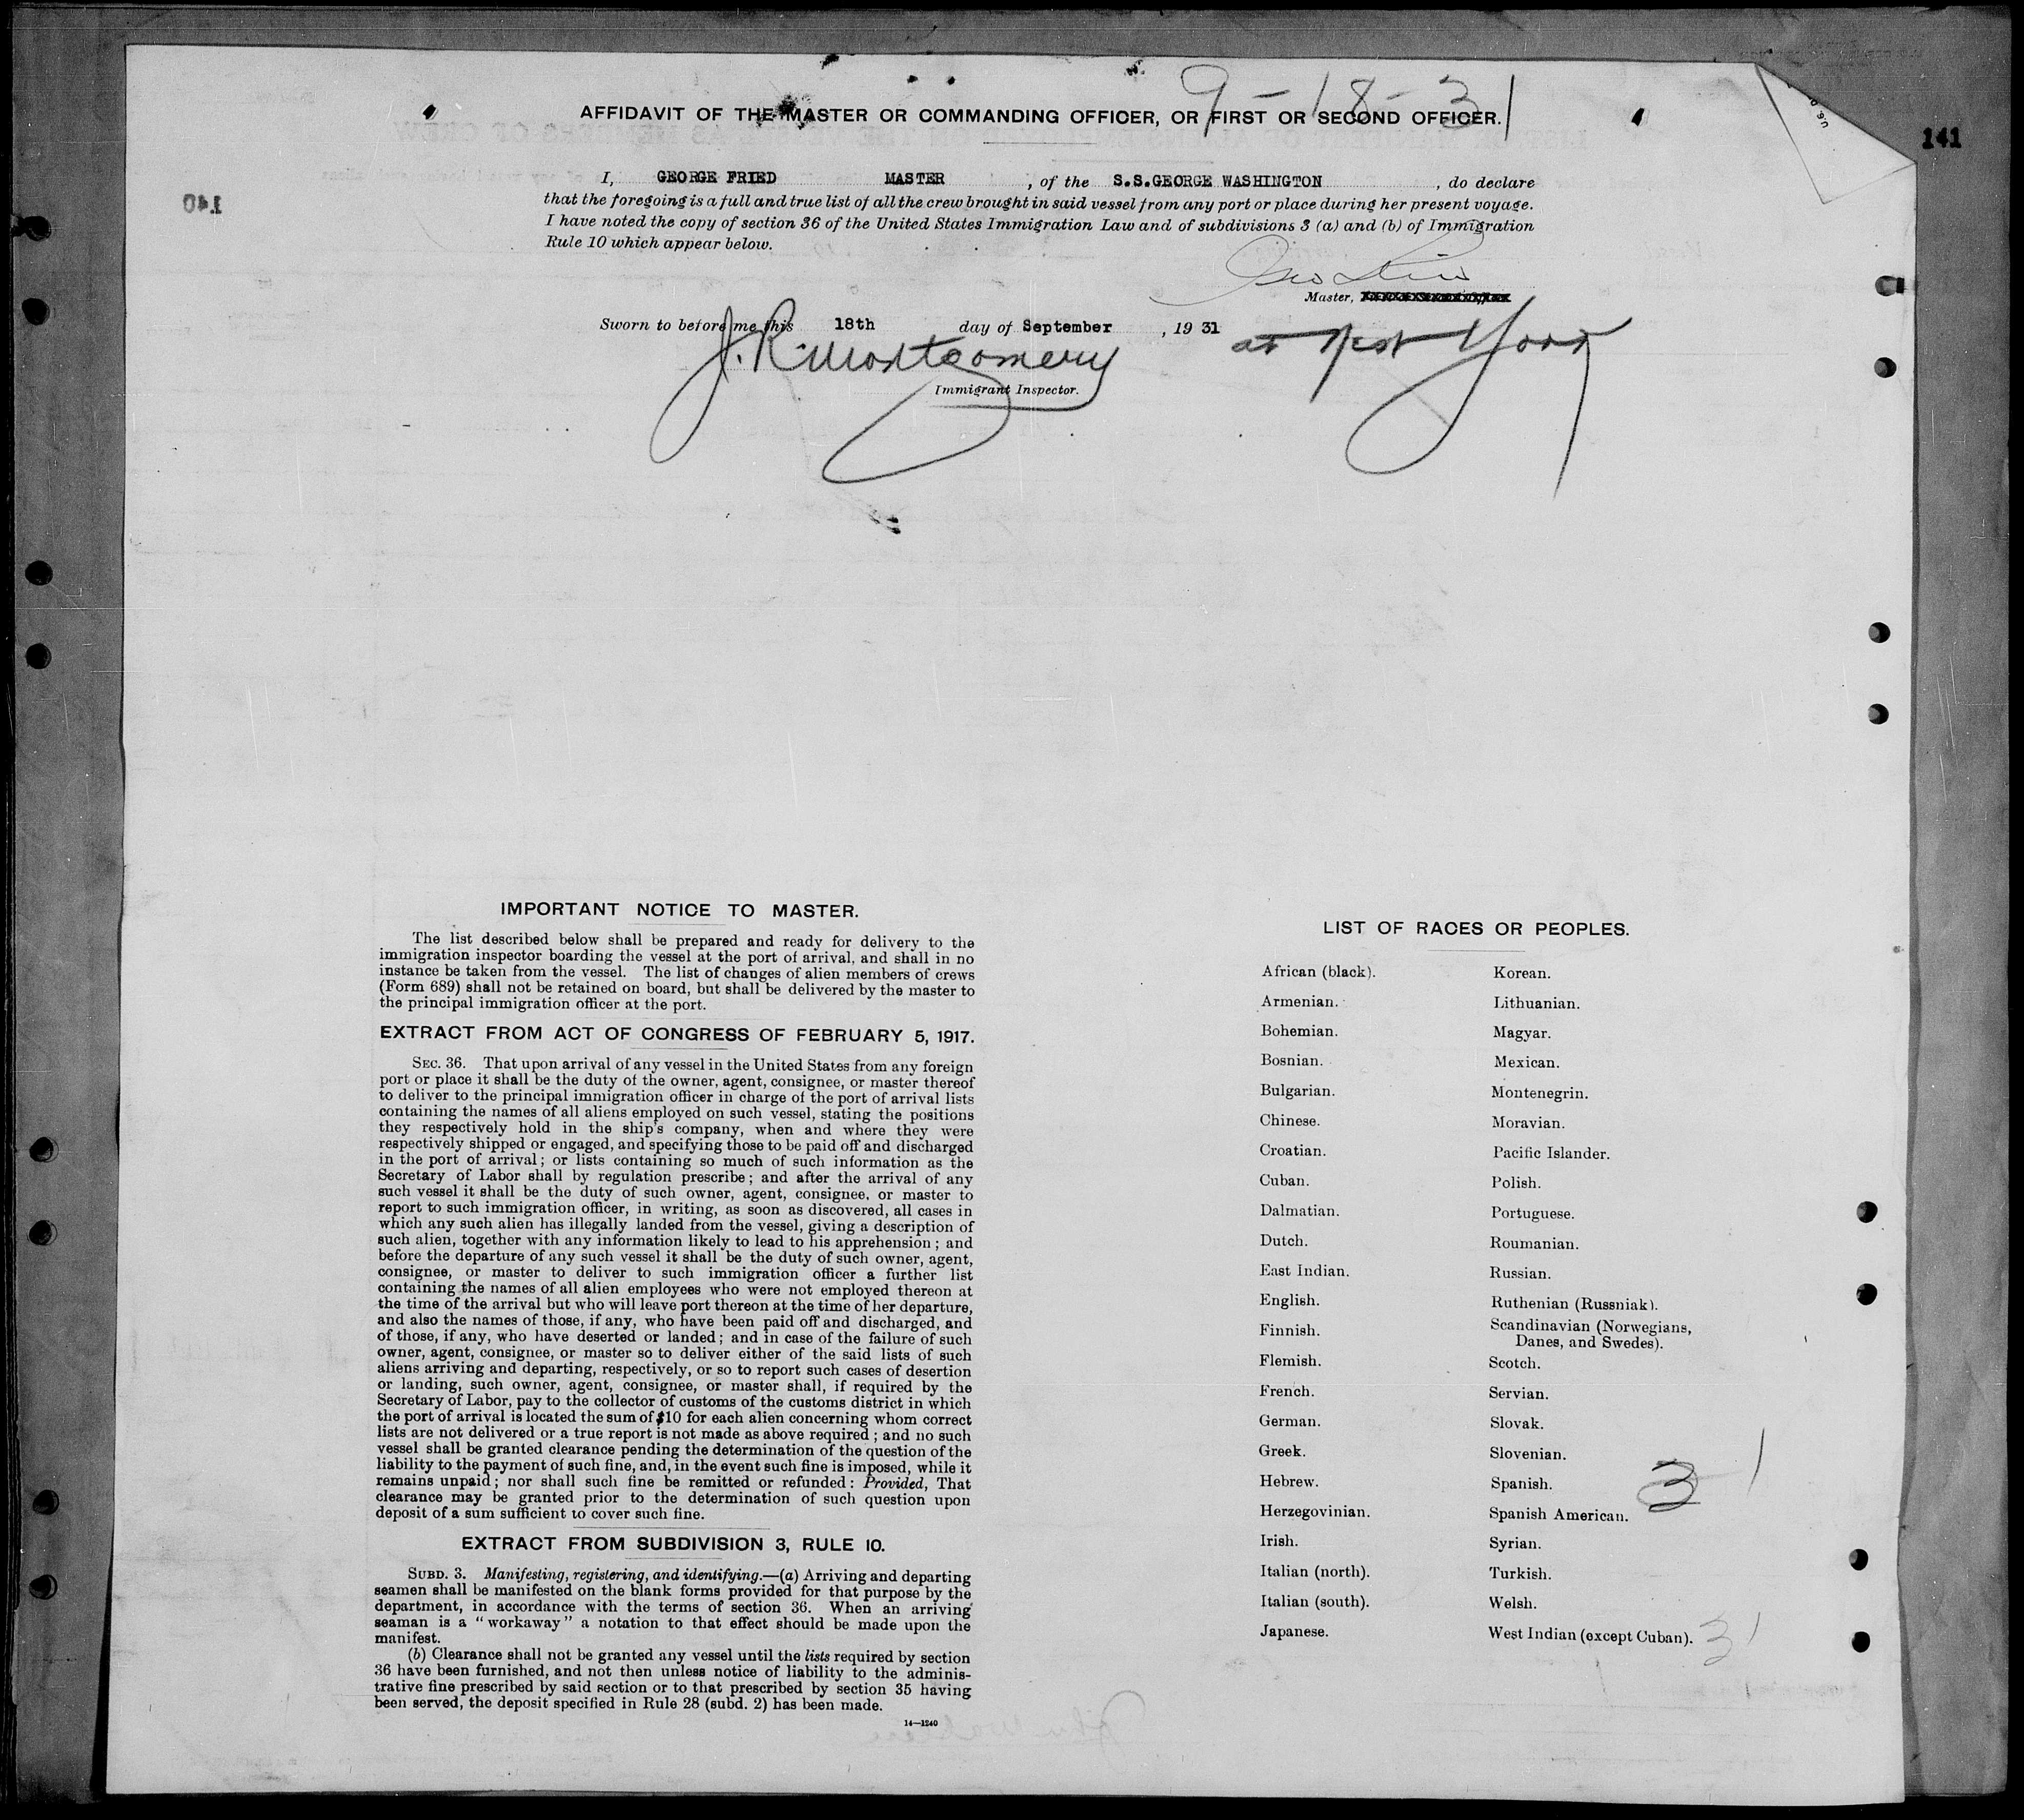 9-18-31
AFFIDAVIT OF THE MASTER OR COMMANDING OFFICER, OR FIRST OR SECOND OFFICER.
141
140
I, GEORGE FRIED MASTER, of the S.S.GEORGE WASHINGTON, do declare
that the foregoing is a full and true list of all the crew brought in said vessel from any port or place during her present voyage.
I have noted the copy of section 36 of the United States Immigration Law and of subdivisions 3 (a) and (b) of Immigration
Rule 10 which appear below.
Geo Fried
Master,
Sworn to before me this 18th day of September, 19 31 at New York
J. R. Montgomery
Immigrant Inspector.
IMPORTANT NOTICE TO MASTER.
The list described below shall be prepared and ready for delivery to the
immigration inspector boarding the vessel at the port of arrival, and shall in no
instance be taken from the vessel. The list of changes of alien members of crews
(Form 689) shall not be retained on board, but shall be delivered by the master to
the principal immigration officer at the port.
EXTRACT FROM ACT OF CONGRESS OF FEBRUARY 5, 1917.
SEC. 36. That upon arrival of any vessel in the United States from any foreign
port or place it shall be the duty of the owner, agent, consignee, or master thereof
to deliver to the principal immigration officer in charge of the port of arrival lists
containing the names of all aliens employed on such vessel, stating the positions
they respectively hold in the ship's company, when and where they were
respectively shipped or engaged, and specifying those to be paid off and discharged
in the port of arrival; or lists containing so much of such information as the
Secretary of Labor shall by regulation prescribe; and after the arrival of any
such vessel it shall be the duty of such owner, agent, consignee, or master to
report to such immigration officer, in writing, as soon as discovered, all cases in
which any such alien has illegally landed from the vessel, giving a description of
such alien, together with any information likely to lead to his apprehension; and
before the departure of any such vessel it shall be the duty of such owner, agent,
consignee, or master to deliver to such immigration officer a further list
containing the names of all alien employees who were not employed thereon at
the time of the arrival but who will leave port thereon at the time of her departure,
and also the names of those, if any, who have been paid off and discharged, and
of those, if any, who have deserted or landed; and in case of the failure of such
owner, agent, consignee, or master so to deliver either of the said lists of such
aliens arriving and departing, respectively, or so to report such cases of desertion
or landing, such owner, agent, consignee, or master shall, if required by the
Secretary of Labor, pay to the collector of customs of the customs district in which
the port of arrival is located the sum of $10 for each alien concerning whom correct
lists are not delivered or a true report is not made as above required; and no such
vessel shall be granted clearance pending the determination of the question of the
liability to the payment of such fine, and, in the event such fine is imposed, while it
remains unpaid; nor shall such fine be remitted or refunded: Provided, That
clearance may be granted prior to the determination of such question upon
deposit of a sum sufficient to cover such fine.
EXTRACT FROM SUBDIVISION 3, RULE 10.
SUBD. 3. Manifesting, registering, and identifying.—(a) Arriving and departing
seamen shall be manifested on the blank forms provided for that purpose by the
department, in accordance with the terms of section 36. When an arriving
seaman is a "workaway" a notation to that effect should be made upon the
manifest.
(b) Clearance shall not be granted any vessel until the lists required by section
36 have been furnished, and not then unless notice of liability to the adminis-
trative fine prescribed by said section or to that prescribed by section 35 having
been served, the deposit specified in Rule 28 (subd. 2) has been made.
14—1240
LIST OF RACES OR PEOPLES.
African (black).
Armenian.
Bohemian.
Bosnian.
Bulgarian.
Chinese.
Croatian.
Cuban.
Dalmatian.
Dutch.
East Indian.
English.
Finnish.
Flemish.
French.
German.
Greek.
Hebrew.
Herzegovinian.
Irish.
Italian (north).
Italian (south).
Japanese.
Korean.
Lithuanian.
Magyar.
Mexican.
Montenegrin.
Moravian.
Pacific Islander.
Polish.
Portuguese.
Roumanian.
Russian.
Ruthenian (Russniak).
Scandinavian (Norwegians,
Danes, and Swedes).
Scotch.
Servian.
Slovak.
Slovenian.
Spanish.
Spanish American.
Syrian.
Turkish.
Welsh.
West Indian (except Cuban).
3 1
31